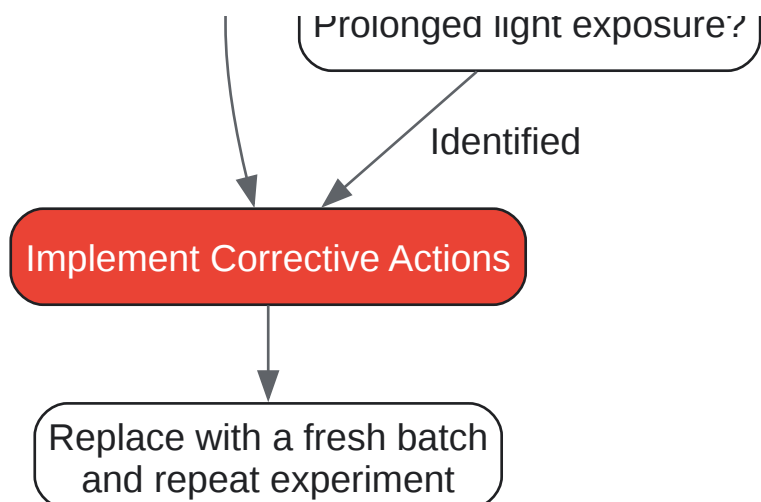 Prolonged light exposure?
Identified
Implement Corrective Actions
Replace with a fresh batch
and repeat experiment